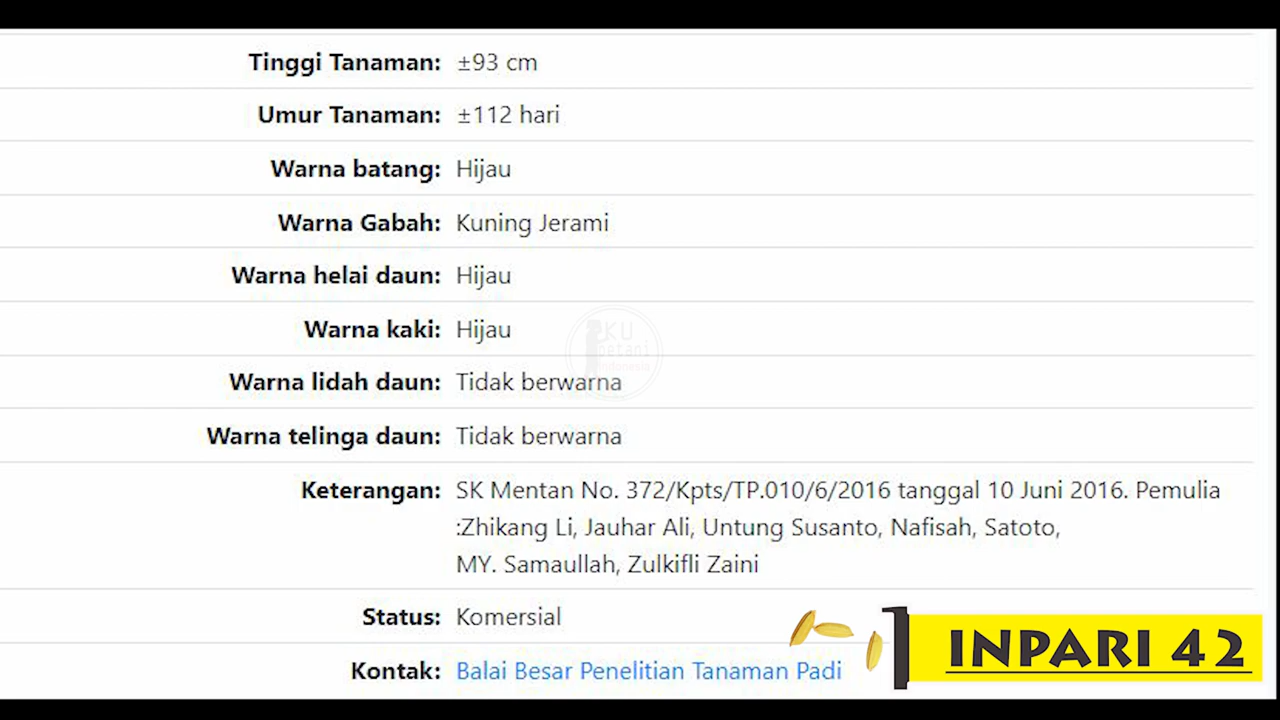 Tinggi Tanaman: ±93 cm
Umur Tanaman: ±112 hari
Warna batang: Hijau
Warna Gabah: Kuning Jerami
Warna helai daun: Hijau
Warna kaki: Hijau
Warna lidah daun: Tidak berwarna
Warna telinga daun: Tidak berwarna
Keterangan: SK Mentan No. 372/Kpts/TP.010/6/2016 tanggal 10 Juni 2016. Pemulia
:Zhikang Li, Jauhar Ali, Untung Susanto, Nafisah, Satoto,
MY. Samaullah, Zulkifli Zaini
Status: Komersial
Kontak: Balai Besar Penelitian Tanaman Padi
INPARI 42
KU
petani
Indonesia